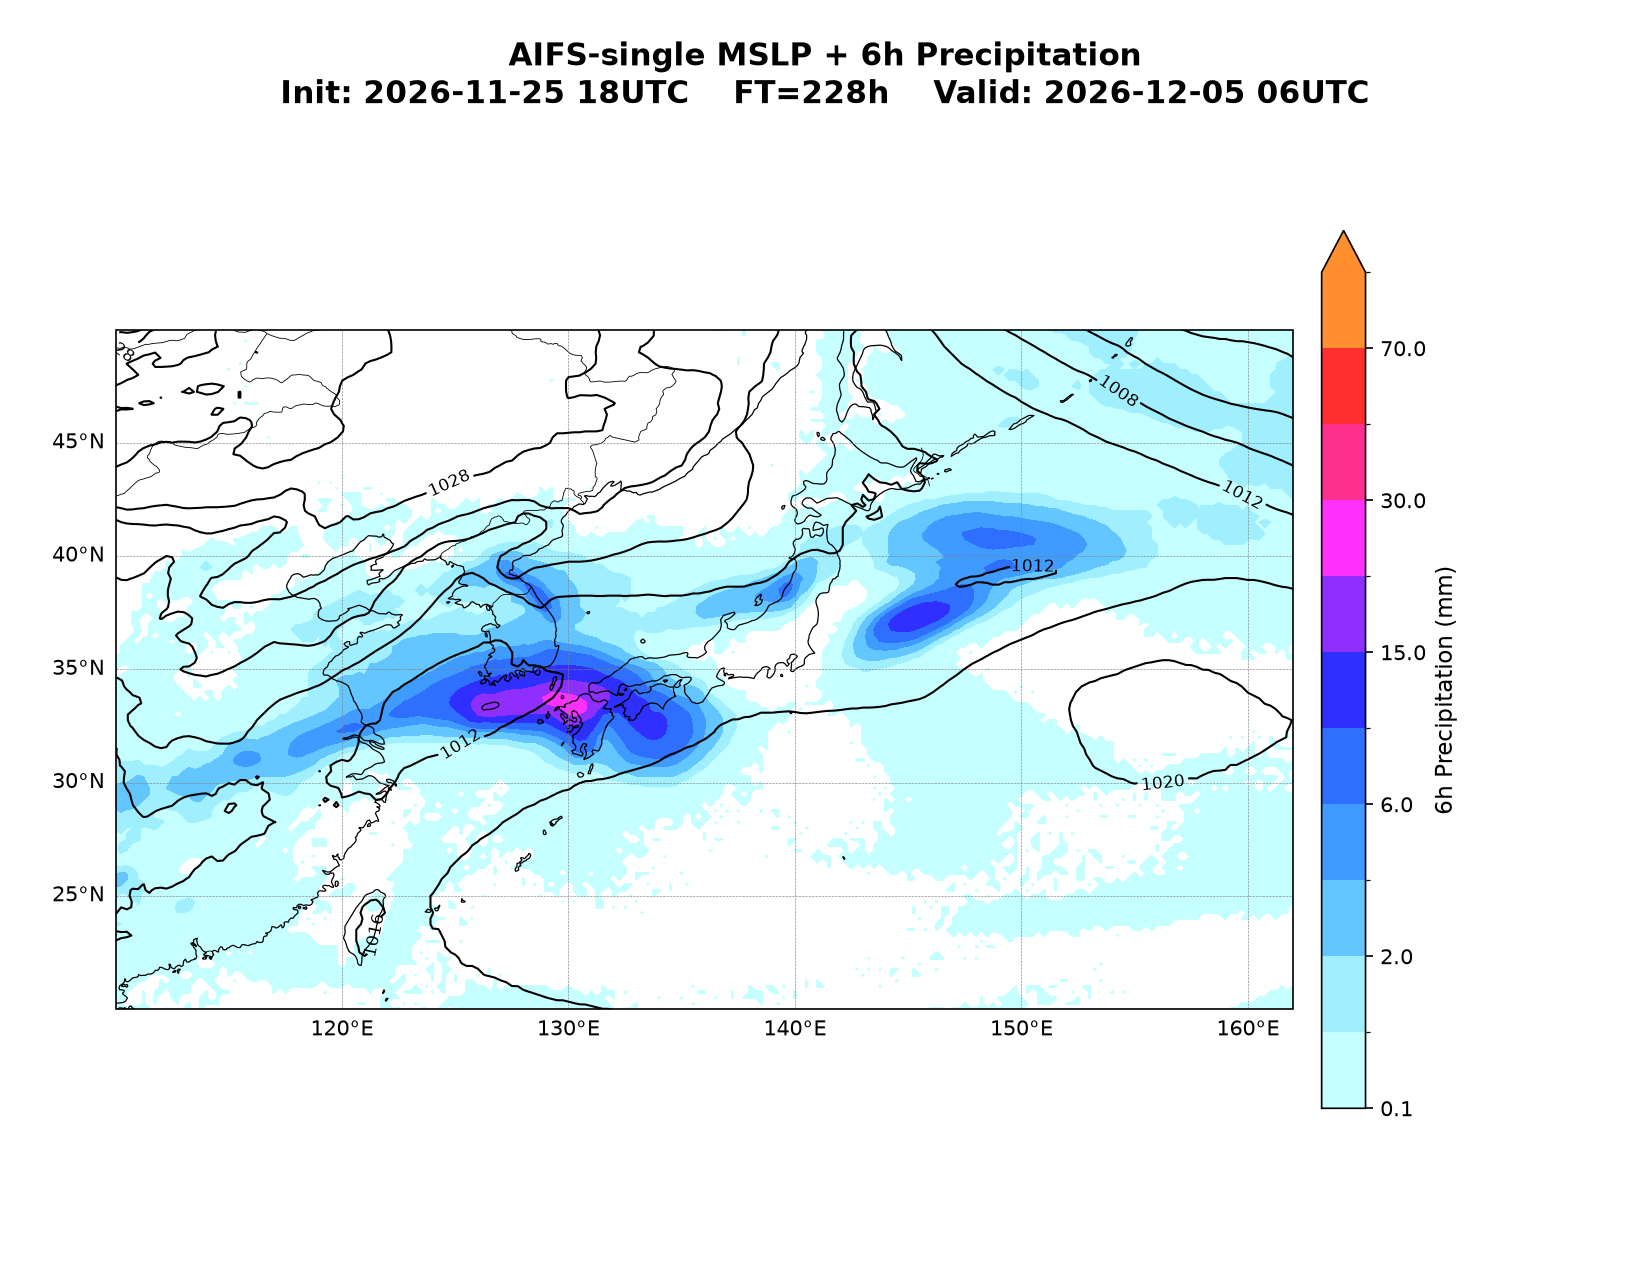 AIFS-single MSLP + 6h Precipitation
Init: 2026-11-25 18UTC    FT=228h    Valid: 2026-12-05 06UTC
45°N
40°N
35°N
30°N
25°N
120°E
130°E
140°E
150°E
160°E
1028
1008
1012
1012
1012
1020
1016
70.0
30.0
15.0
6.0
2.0
0.1
6h Precipitation (mm)